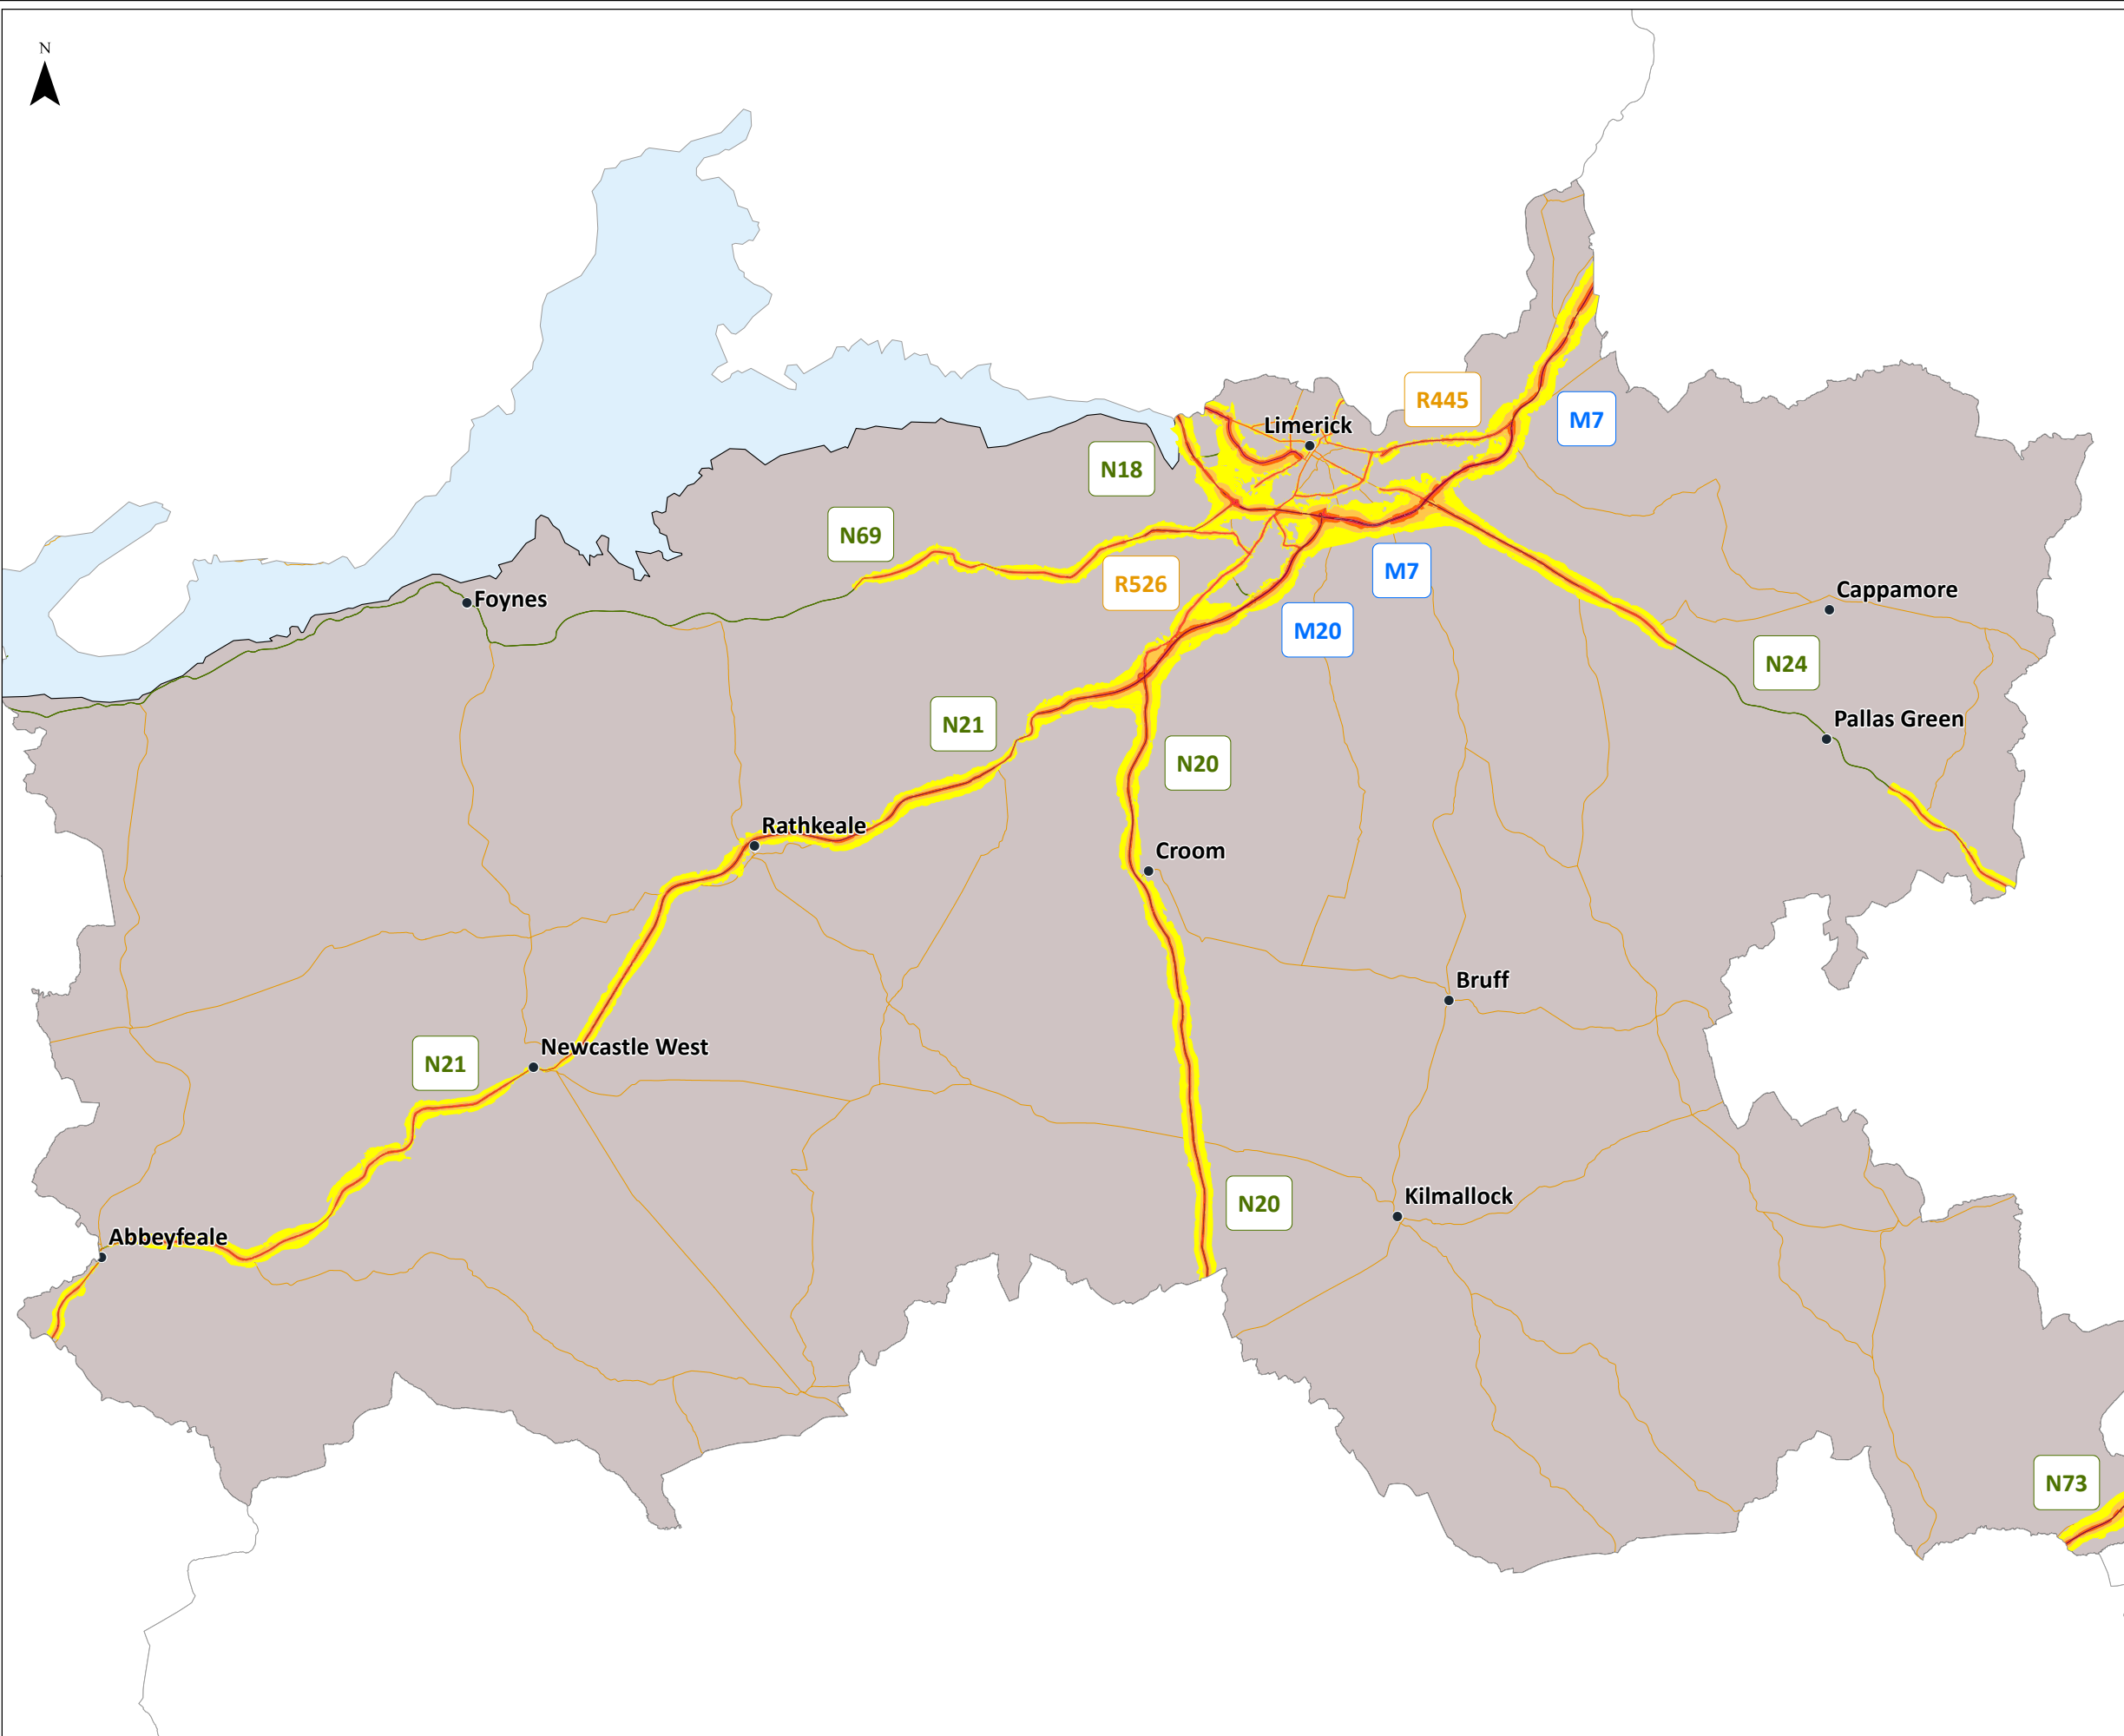 N
R445
M7
Limerick
N18
N69
R526
M7
Foynes
Cappamore
M20
N24
N21
Pallas Green
N20
Rathkeale
Croom
Bruff
Newcastle West
N21
Kilmallock
N20
Abbeyfeale
N73